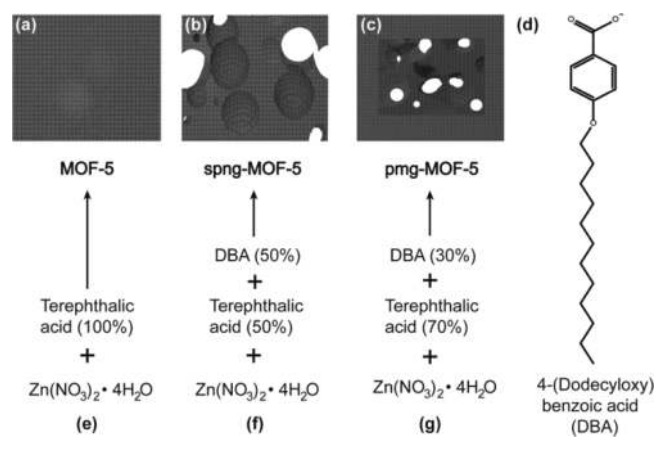 (a)
(b)
(c)
(d)
O
O⁻
O
MOF-5
spng-MOF-5
pmg-MOF-5
DBA (50%)
DBA (30%)
+
+
Terephthalic
acid (100%)
Terephthalic
acid (50%)
Terephthalic
acid (70%)
+
+
+
Zn(NO₃)₂ • 4H₂O
Zn(NO₃)₂ • 4H₂O
Zn(NO₃)₂ • 4H₂O
(e)
(f)
(g)
4-(Dodecyloxy)
benzoic acid
(DBA)